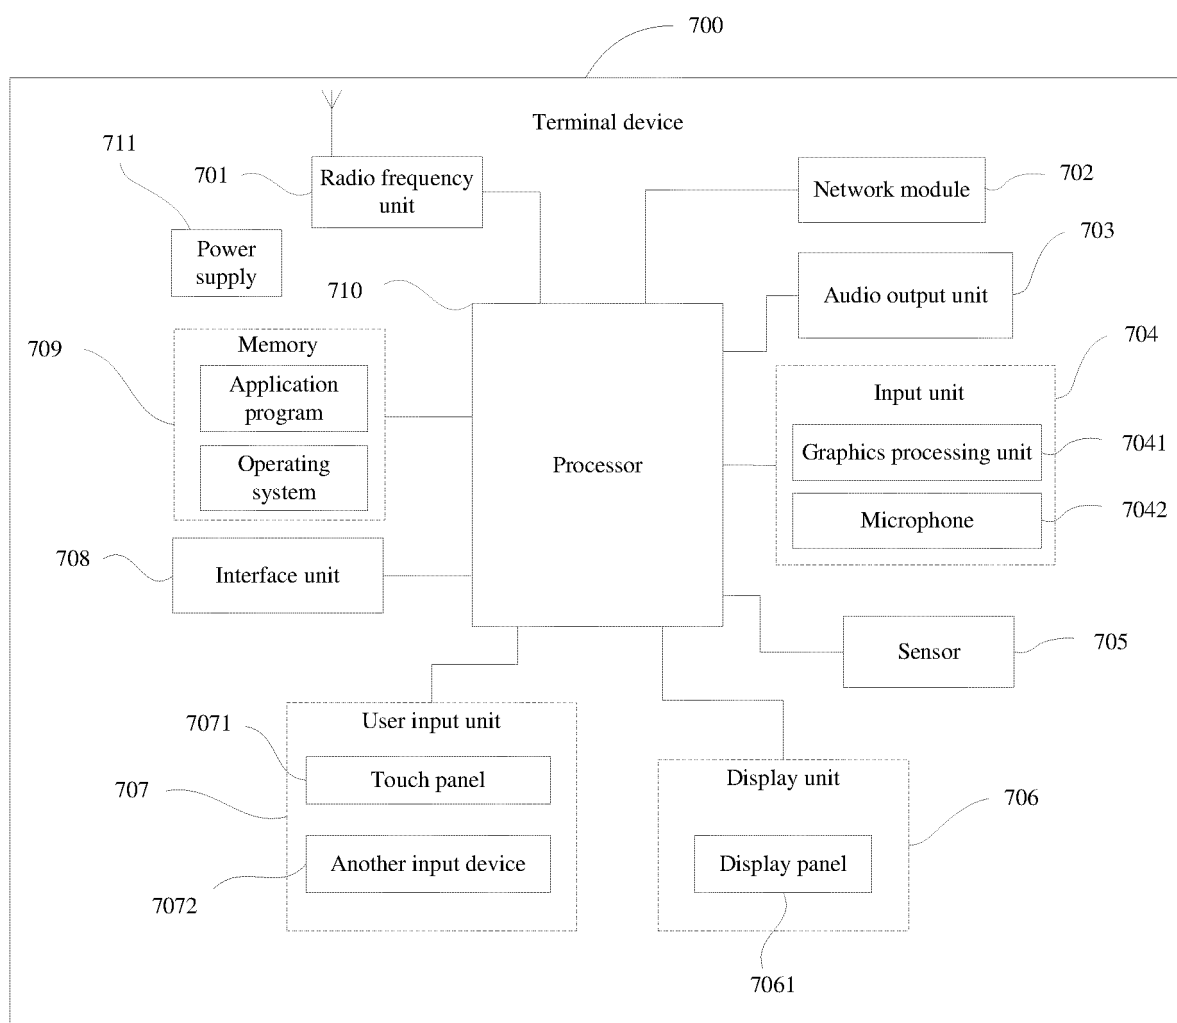 700
Terminal device
711
701
Radio frequency
unit
Network module
702
Power
supply
703
Audio output unit
710
709
Memory
Application
program
Operating
system
Processor
704
Input unit
Graphics processing unit
7041
Microphone
7042
708
Interface unit
Sensor
705
7071
User input unit
Touch panel
707
Another input device
7072
Display unit
706
Display panel
7061